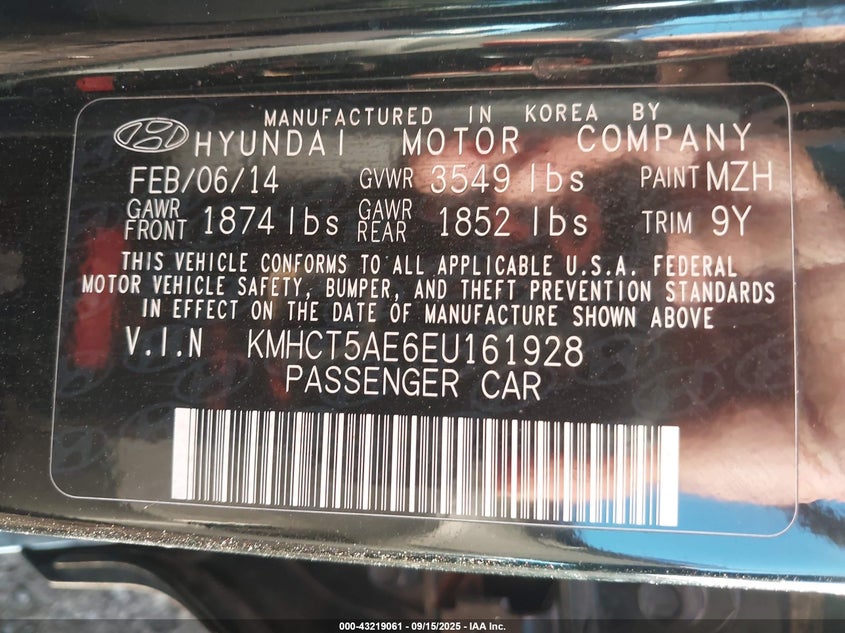 MANUFACTURED IN KOREA BY
HYUNDAI MOTOR COMPANY
FEB/06/14 GVWR 3549 lbs PAINT MZH
GAWR FRONT 1874 lbs GAWR REAR 1852 lbs TRIM 9Y
THIS VEHICLE CONFORMS TO ALL APPLICABLE U.S.A. FEDERAL
MOTOR VEHICLE SAFETY, BUMPER, AND THEFT PREVENTION STANDARDS
IN EFFECT ON THE DATE OF MANUFACTURE SHOWN ABOVE
V.I.N KMHCT5AE6EU161928
PASSENGER CAR
000-43219061 - 09/15/2025 - IAA Inc.